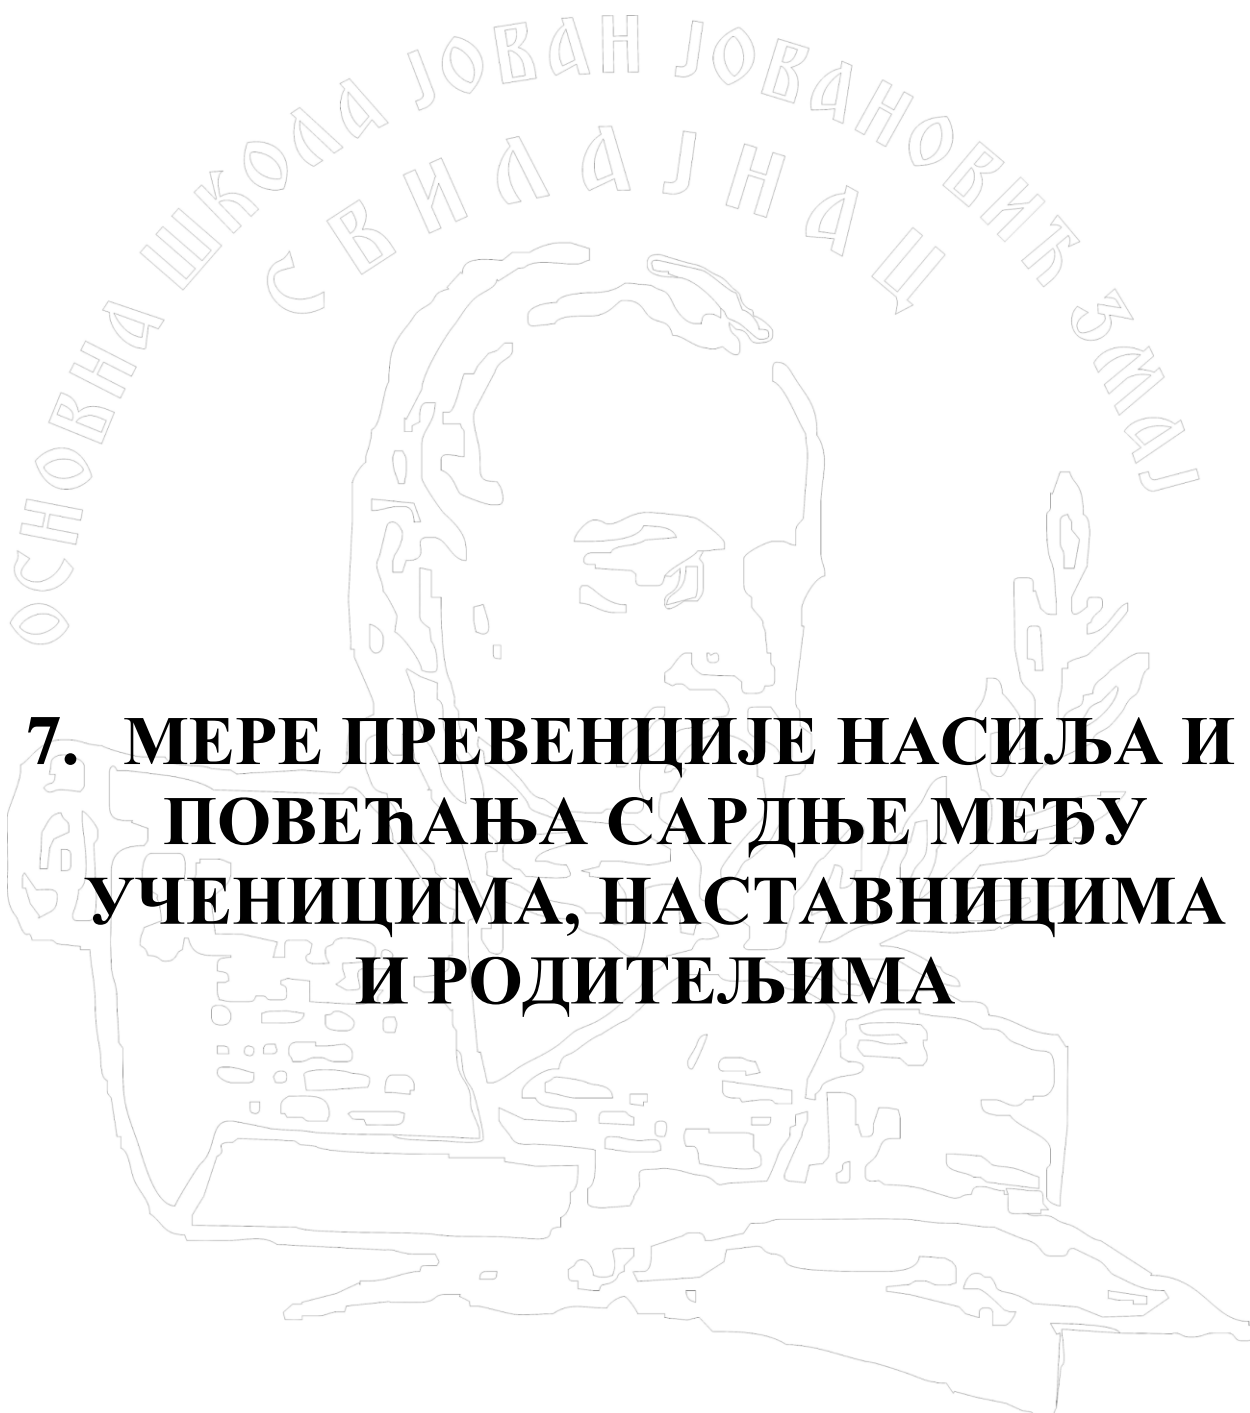 ОСНОВНА ШКОЛА ЈОВАН ЈОВАНОВИЋ ЗМАЈ
СВИЛАЈНАЦ
7. МЕРЕ ПРЕВЕНЦИЈЕ НАСИЉА И
ПОВЕЋАЊА САРДЊЕ МЕЂУ
УЧЕНИЦИМА, НАСТАВНИЦИМА
И РОДИТЕЉИМА